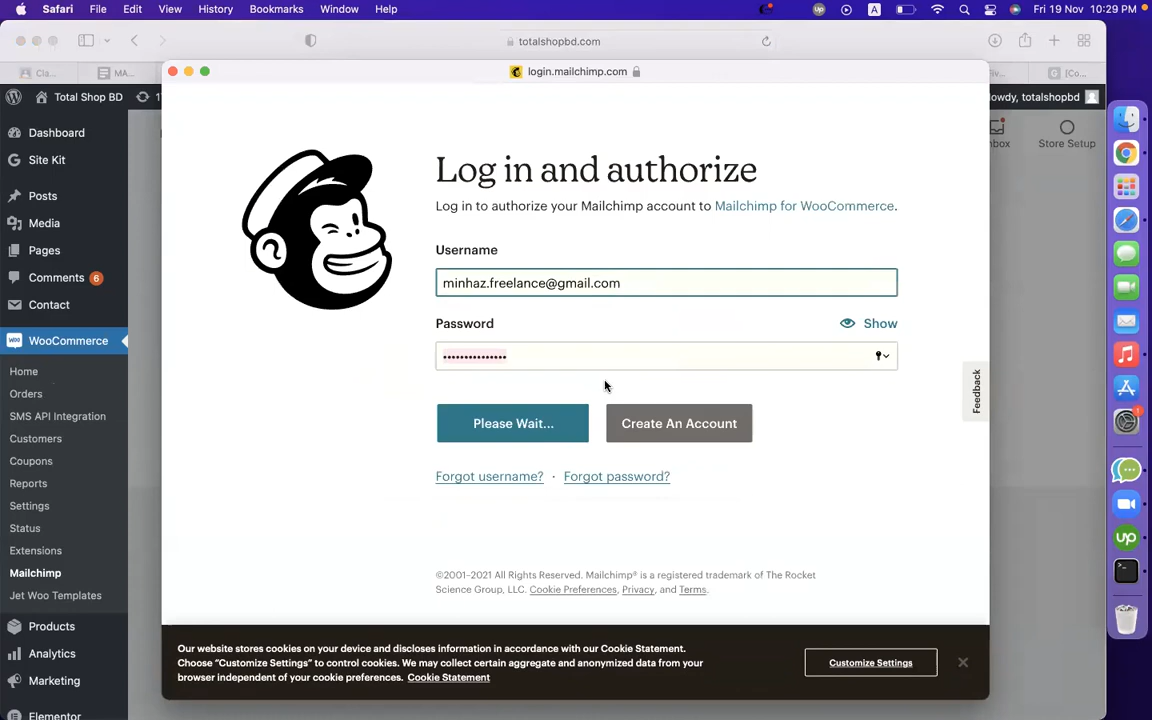 Safari File Edit View History Bookmarks Window Help
Fri 19 Nov 10:29 PM
totalshopbd.com
Cla...
MA...
login.mailchimp.com
Total Shop BD
owdy, totalshopbd
Store Setup
Dashboard
Site Kit
Posts
Media
Pages
Comments 6
Contact
WooCommerce
Home
Orders
SMS API Integration
Customers
Coupons
Reports
Settings
Status
Extensions
Mailchimp
Jet Woo Templates
Products
Analytics
Marketing
Elementor
Log in and authorize
Log in to authorize your Mailchimp account to Mailchimp for WooCommerce.
Username
minhaz.freelance@gmail.com
Password
Show
Please Wait...
Create An Account
Forgot username? · Forgot password?
Feedback
©2001-2021 All Rights Reserved. Mailchimp® is a registered trademark of The Rocket
Science Group, LLC. Cookie Preferences, Privacy, and Terms.
Our website stores cookies on your device and discloses information in accordance with our Cookie Statement.
Choose "Customize Settings" to control cookies. We may collect certain aggregate and anonymized data from your
browser independent of your cookie preferences. Cookie Statement
Customize Settings